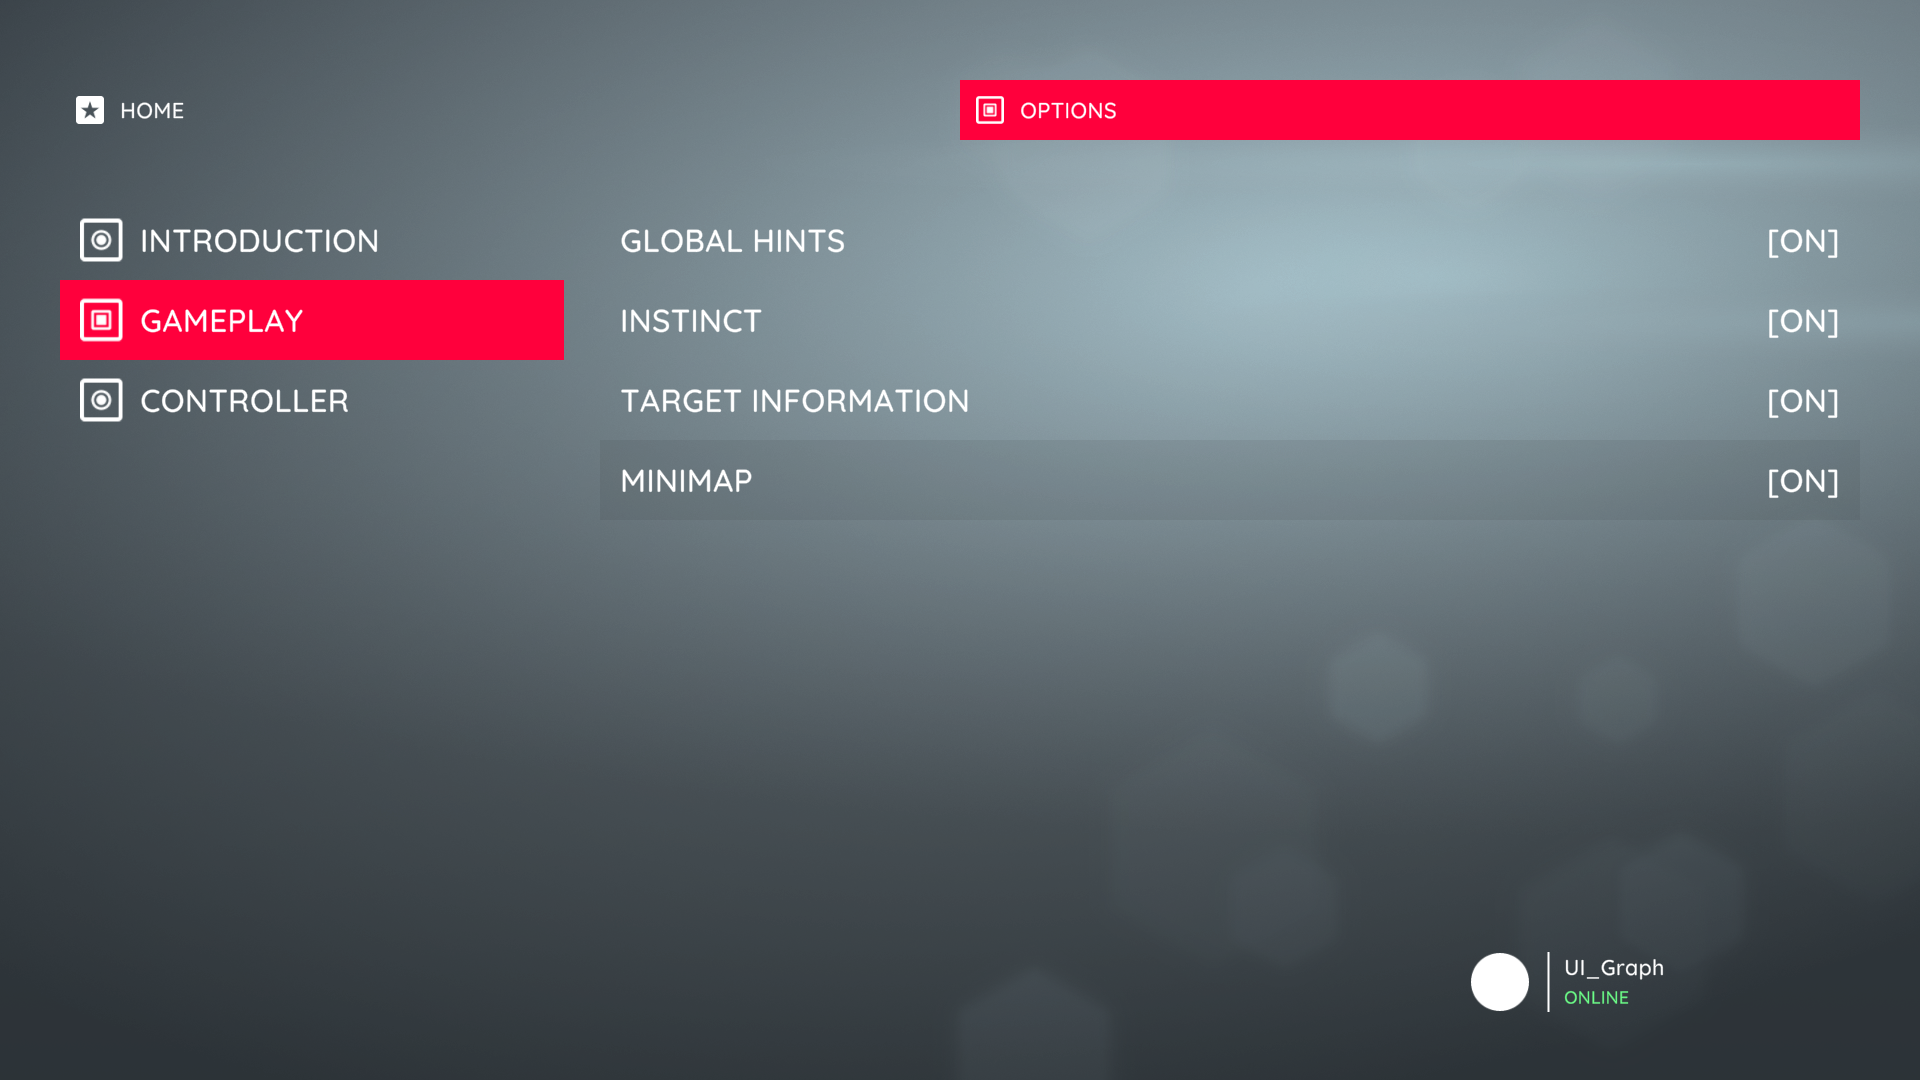 HOME
OPTIONS
INTRODUCTION
GAMEPLAY
CONTROLLER
GLOBAL HINTS [ON]
INSTINCT [ON]
TARGET INFORMATION [ON]
MINIMAP [ON]
UI_Graph
ONLINE